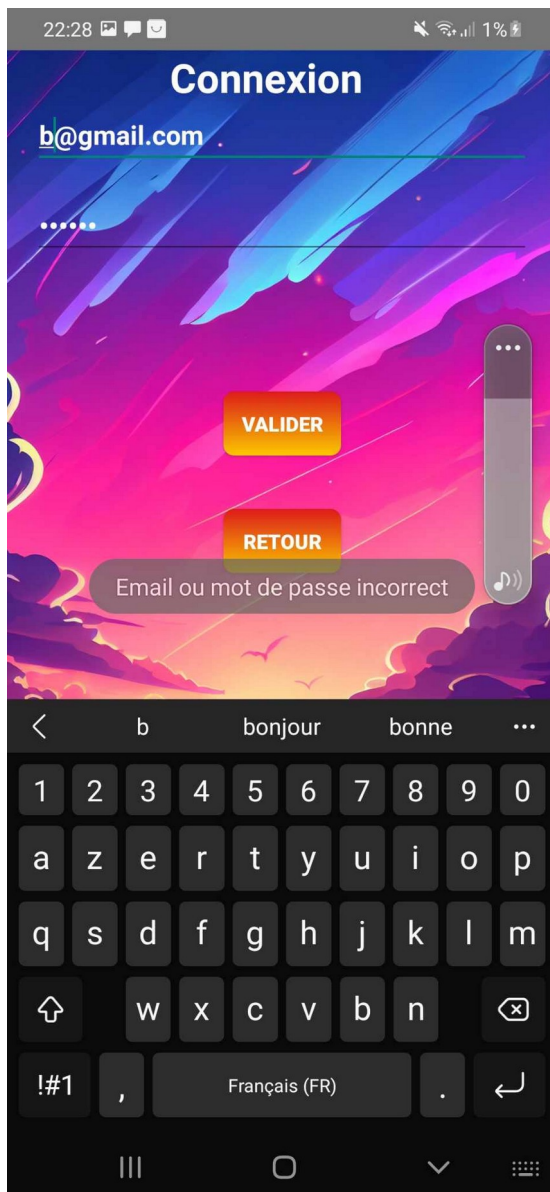 22:28 1%
Connexion
b@gmail.com
••••••
VALIDER
RETOUR
Email ou mot de passe incorrect
b bonjour bonne
1 2 3 4 5 6 7 8 9 0
a z e r t y u i o p
q s d f g h j k l m
w x c v b n
!#1 , Français (FR) .